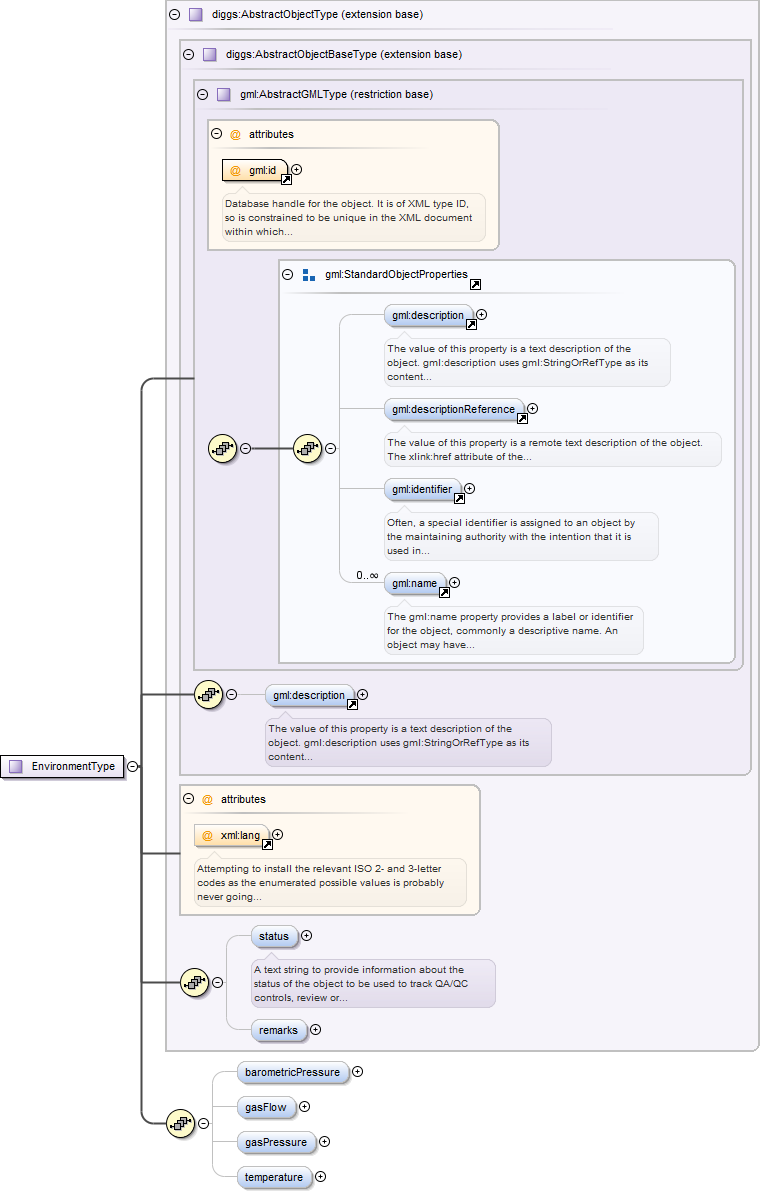 diggs:AbstractObjectType (extension base)
diggs:AbstractObjectBaseType (extension base)
gml:AbstractGMLType (restriction base)
@ attributes
@ gml:id
Database handle for the object. It is of XML type ID,
so is constrained to be unique in the XML document
within which...
gml:StandardObjectProperties
gml:description
The value of this property is a text description of the
object. gml:description uses gml:StringOrRefType as its
content...
gml:descriptionReference
The value of this property is a remote text description of the object.
The xlink:href attribute of the...
gml:identifier
Often, a special identifier is assigned to an object by
the maintaining authority with the intention that it is
used in...
0..∞
gml:name
The gml:name property provides a label or identifier
for the object, commonly a descriptive name. An
object may have...
gml:description
The value of this property is a text description of the
object. gml:description uses gml:StringOrRefType as its
content...
EnvironmentType
@ attributes
@ xml:lang
Attempting to install the relevant ISO 2- and 3-letter
codes as the enumerated possible values is probably
never going...
status
A text string to provide information about the
status of the object to be used to track QA/QC
controls, review or...
remarks
barometricPressure
gasFlow
gasPressure
temperature